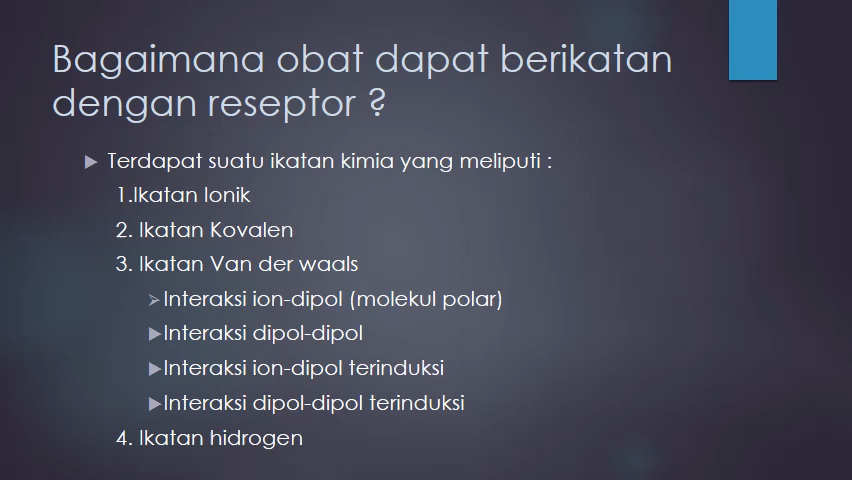 Bagaimana obat dapat berikatan
dengan reseptor ?
Terdapat suatu ikatan kimia yang meliputi :
1.Ikatan Ionik
2. Ikatan Kovalen
3. Ikatan Van der waals
Interaksi ion-dipol (molekul polar)
Interaksi dipol-dipol
Interaksi ion-dipol terinduksi
Interaksi dipol-dipol terinduksi
4. Ikatan hidrogen